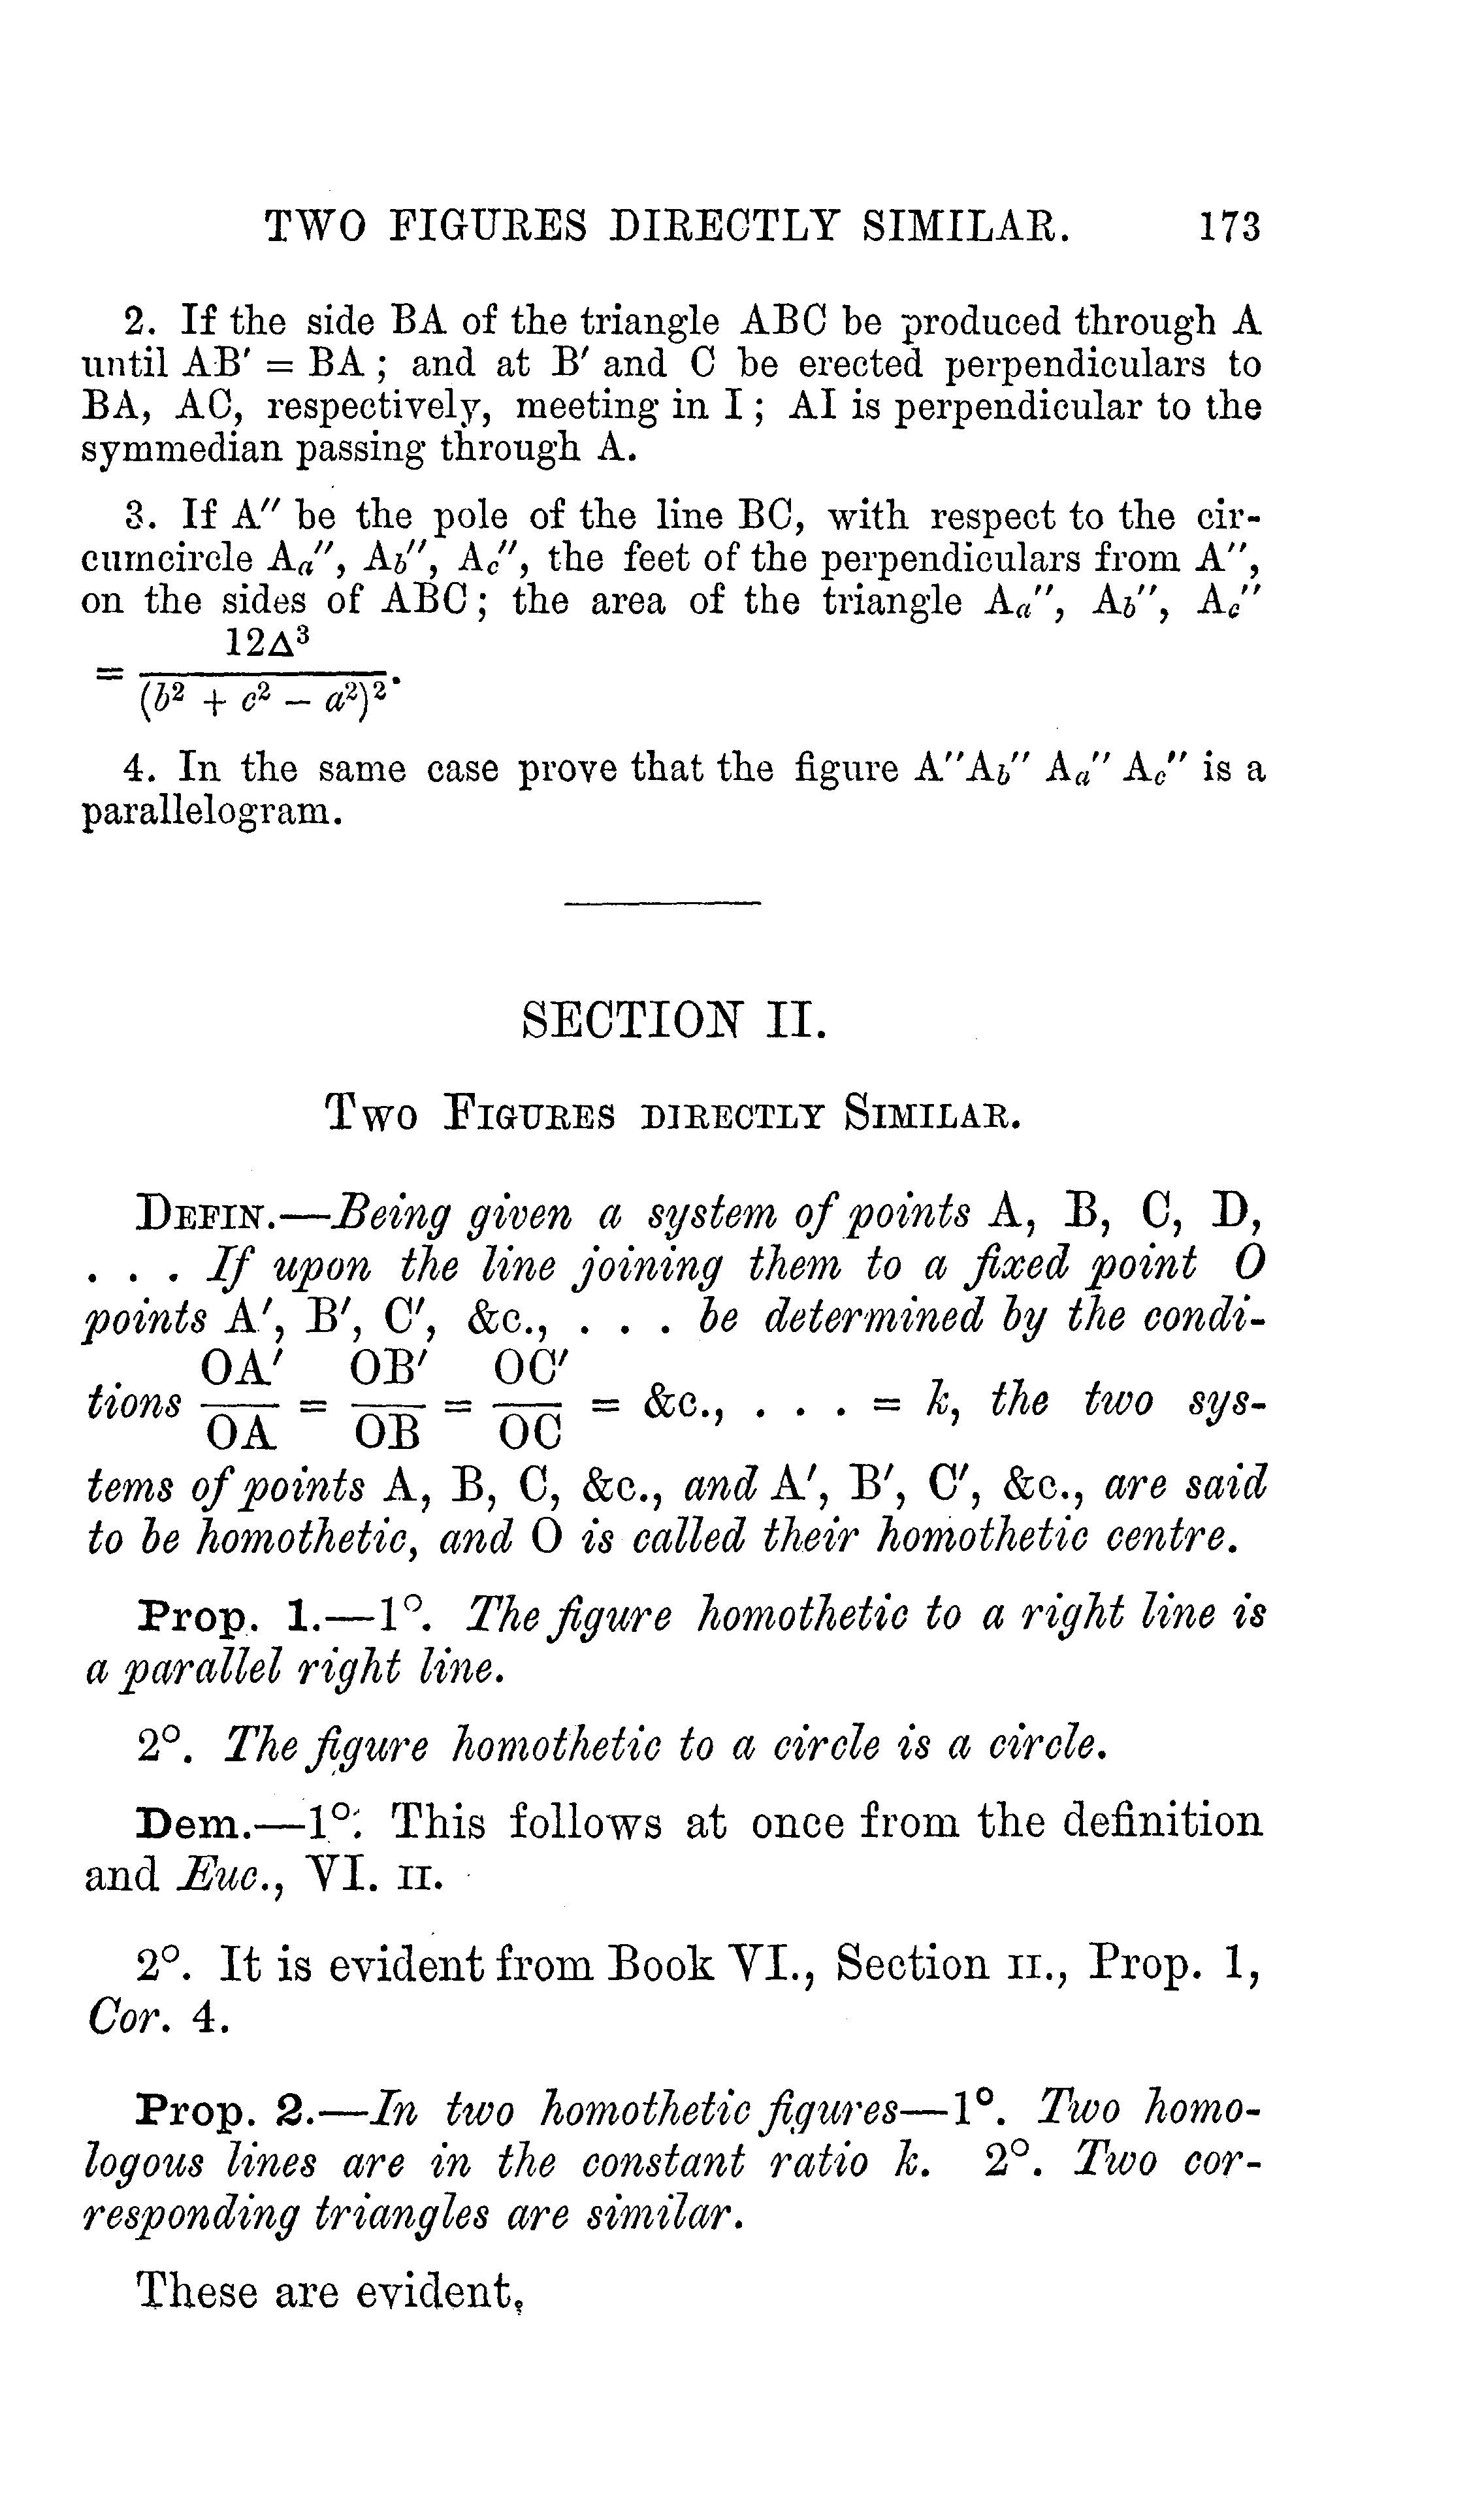 TWO FIGURES DIRECTLY SIMILAR. 173
2. If the side BA of the triangle ABC be produced through A
until AB′ = BA ; and at B′ and C be erected perpendiculars to
BA, AC, respectively, meeting in I ; AI is perpendicular to the
symmedian passing through A.
3. If A″ be the pole of the line BC, with respect to the cir-
cumcircle Aₐ″, A_b″, A_c″, the feet of the perpendiculars from A″,
on the sides of ABC ; the area of the triangle Aₐ″, A_b″, A_c″
= 12Δ³ / (b² + c² − a²)².
4. In the same case prove that the figure A″A_b″ Aₐ″ A_c″ is a
parallelogram.
SECTION II.
Two Figures directly Similar.
Defin.—Being given a system of points A, B, C, D,
. . . If upon the line joining them to a fixed point O
points A′, B′, C′, &c., . . . be determined by the condi-
tions OA′/OA = OB′/OB = OC′/OC = &c., . . . = k, the two sys-
tems of points A, B, C, &c., and A′, B′, C′, &c., are said
to be homothetic, and O is called their homothetic centre.
Prop. 1.—1°. The figure homothetic to a right line is
a parallel right line.
2°. The figure homothetic to a circle is a circle.
Dem.—1°. This follows at once from the definition
and Euc., VI. II.
2°. It is evident from Book VI., Section II., Prop. 1,
Cor. 4.
Prop. 2.—In two homothetic figures—1°. Two homo-
logous lines are in the constant ratio k. 2°. Two cor-
responding triangles are similar.
These are evident,